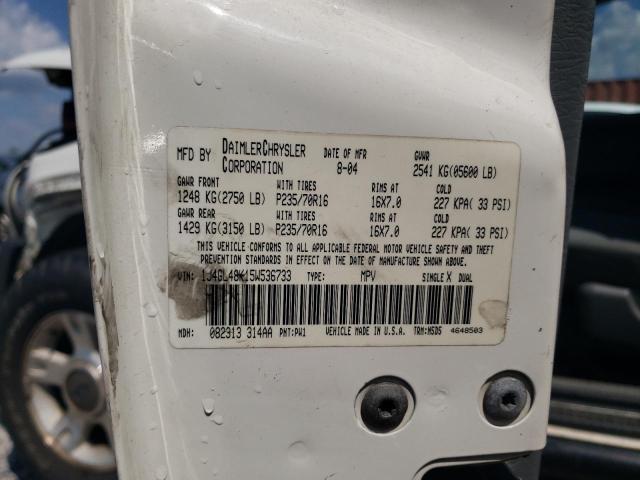 MFD BY DAIMLERCHRYSLER CORPORATION DATE OF MFR 8-04 GVWR 2541 KG(05600 LB)
GAWR FRONT WITH TIRES RIMS AT COLD
1248 KG(2750 LB) P235/70R16 16X7.0 227 KPA( 33 PSI)
GAWR REAR WITH TIRES RIMS AT COLD
1429 KG(3150 LB) P235/70R16 16X7.0 227 KPA( 33 PSI)
THIS VEHICLE CONFORMS TO ALL APPLICABLE FEDERAL MOTOR VEHICLE SAFETY AND THEFT
PREVENTION STANDARDS IN EFFECT ON THE DATE OF MANUFACTURE SHOWN ABOVE.
VIN: 1J4GL48K15W536733 TYPE: MPV SINGLE X DUAL
MDH: 082313 314AA PNT:PW1 VEHICLE MADE IN U.S.A. TRM:M5D5 4648503